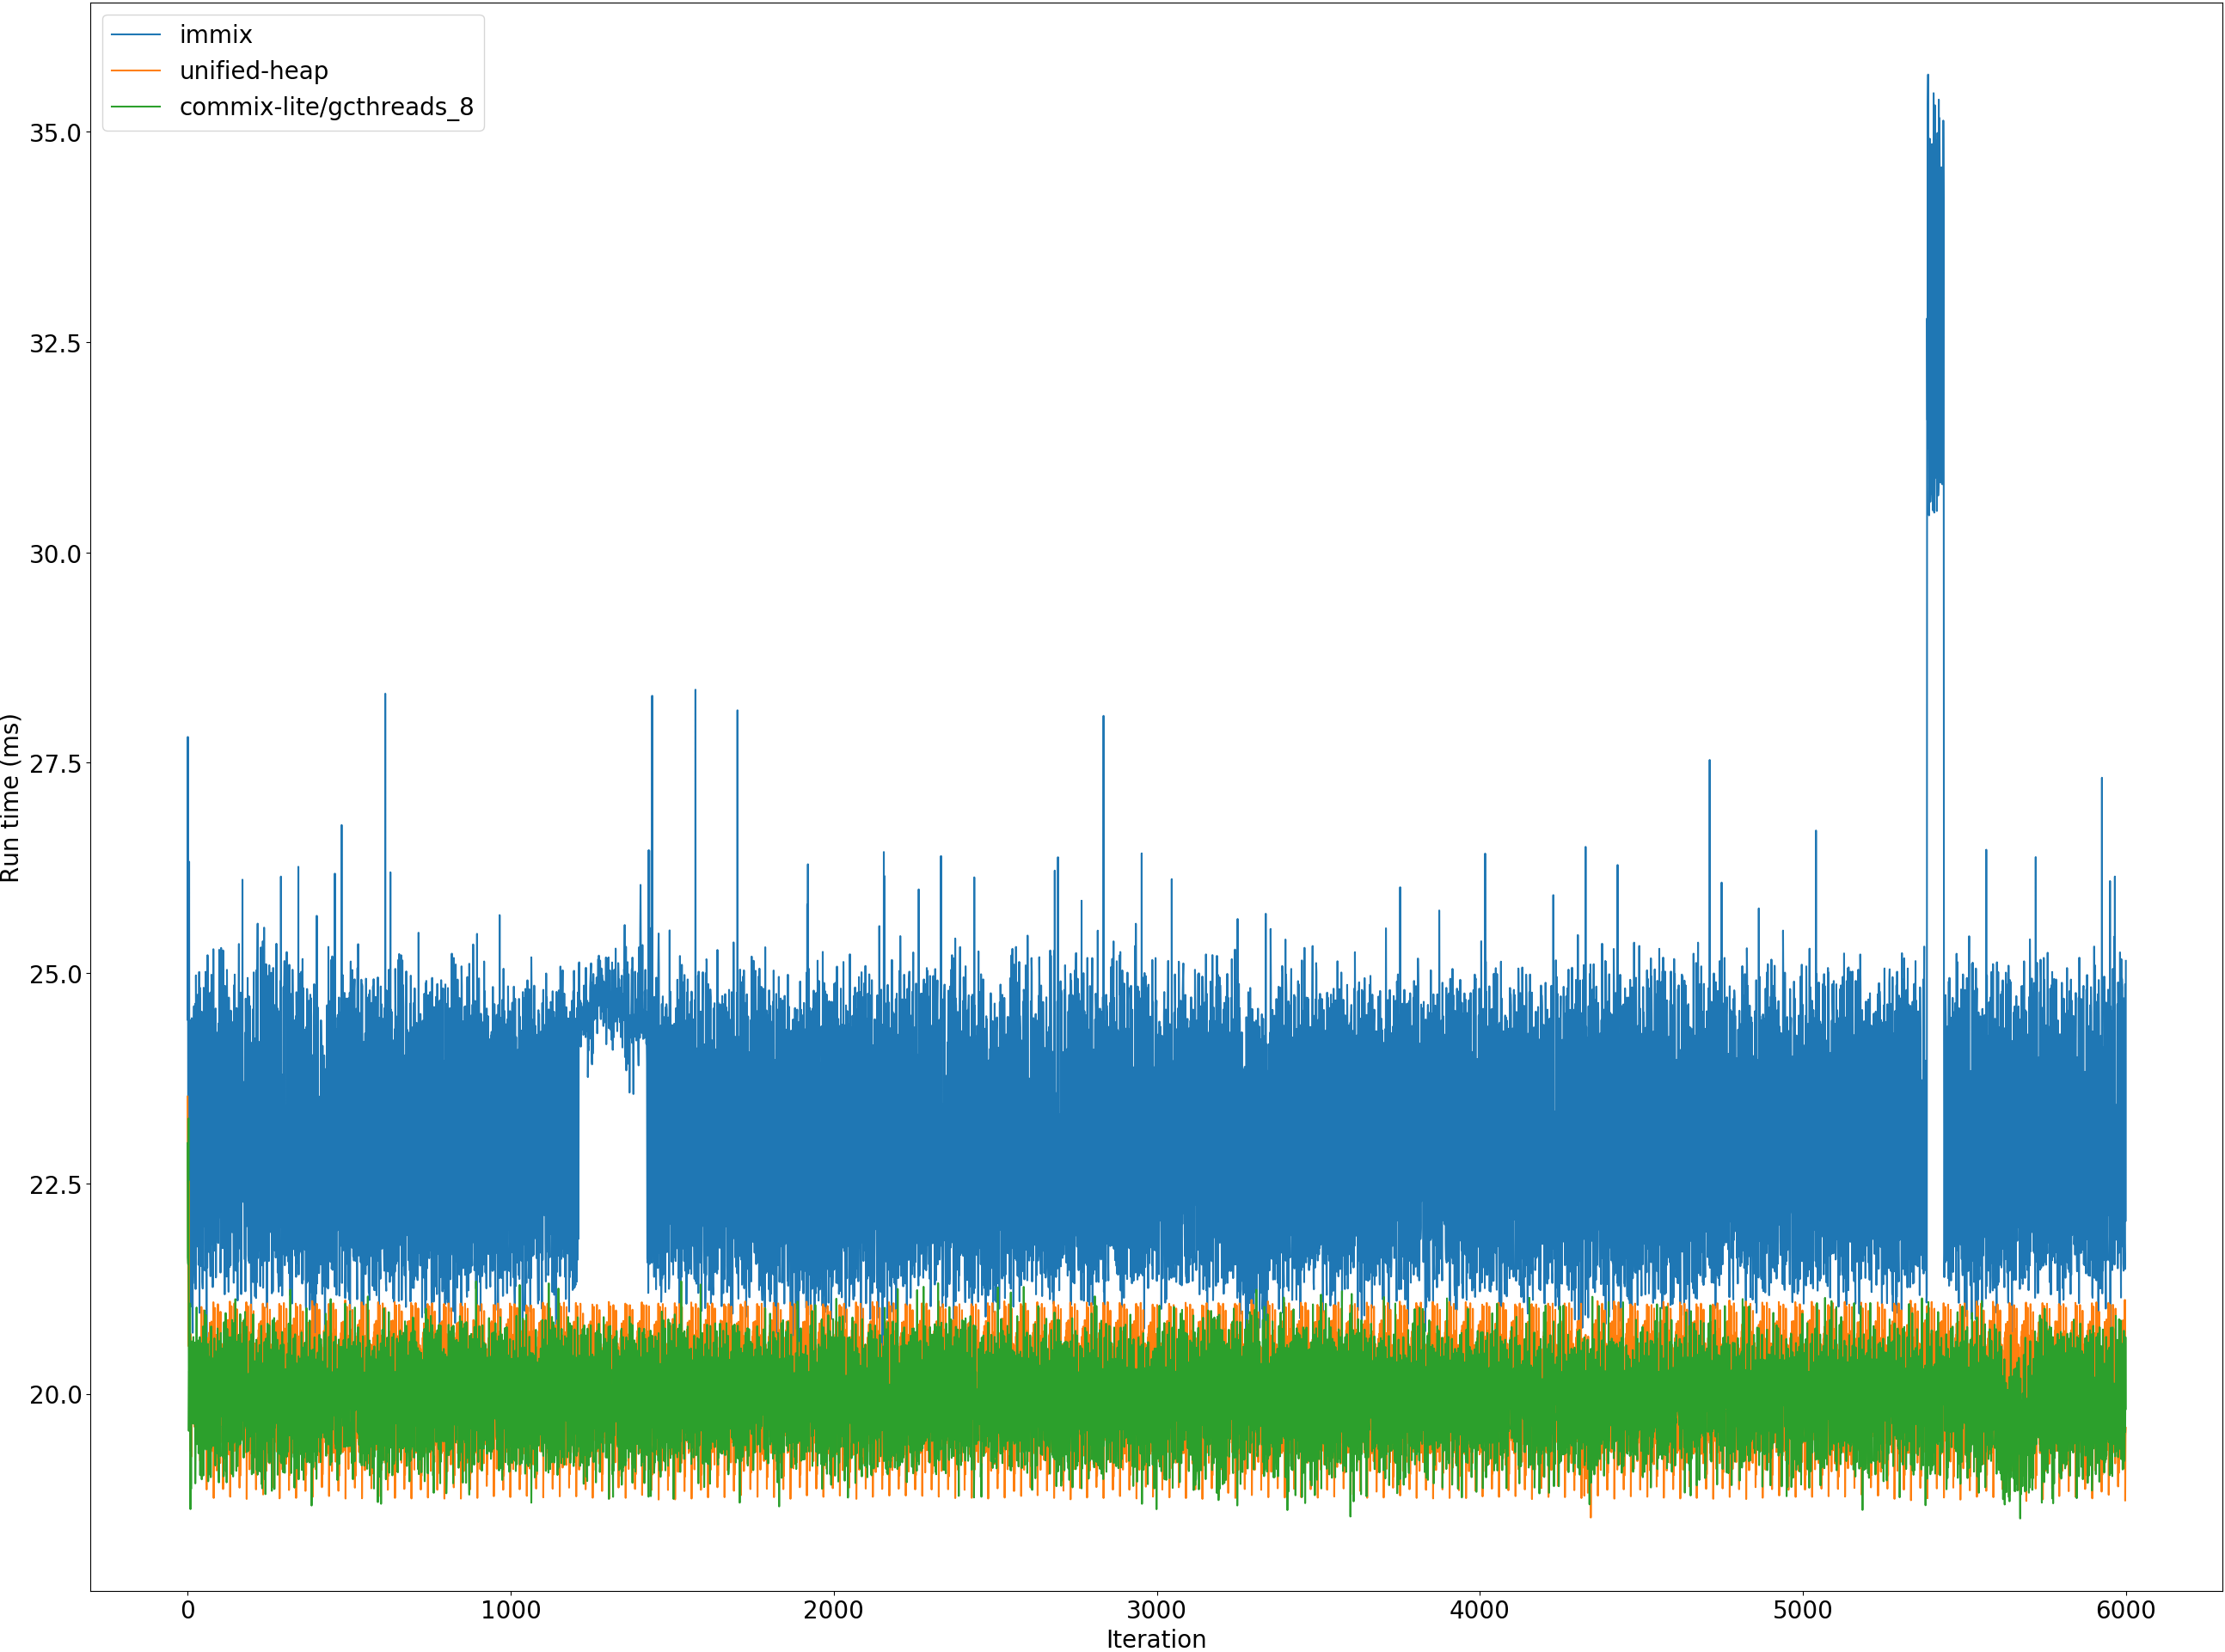 immix
unified-heap
commix-lite/gcthreads_8
35.0
32.5
30.0
27.5
25.0
22.5
20.0
Run time (ms)
0 1000 2000 3000 4000 5000 6000
Iteration